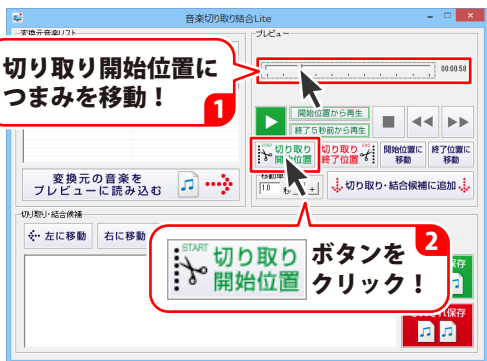 音楽切り取り結合Lite
変換元音楽リスト
プレビュー
切り取り開始位置に
つまみを移動！
1
00:00:58
開始位置から再生
終了5秒前から再生
START
切り取り
開始位置
切り取り
終了位置
開始位置に
移動
終了位置に
移動
変換元の音楽を
プレビューに読み込む
1.0
秒
+
切り取り・結合候補に追加
切り取り・結合候補
左に移動
右に移動
START
切り取り
開始位置
ボタンを
クリック！
2
保存